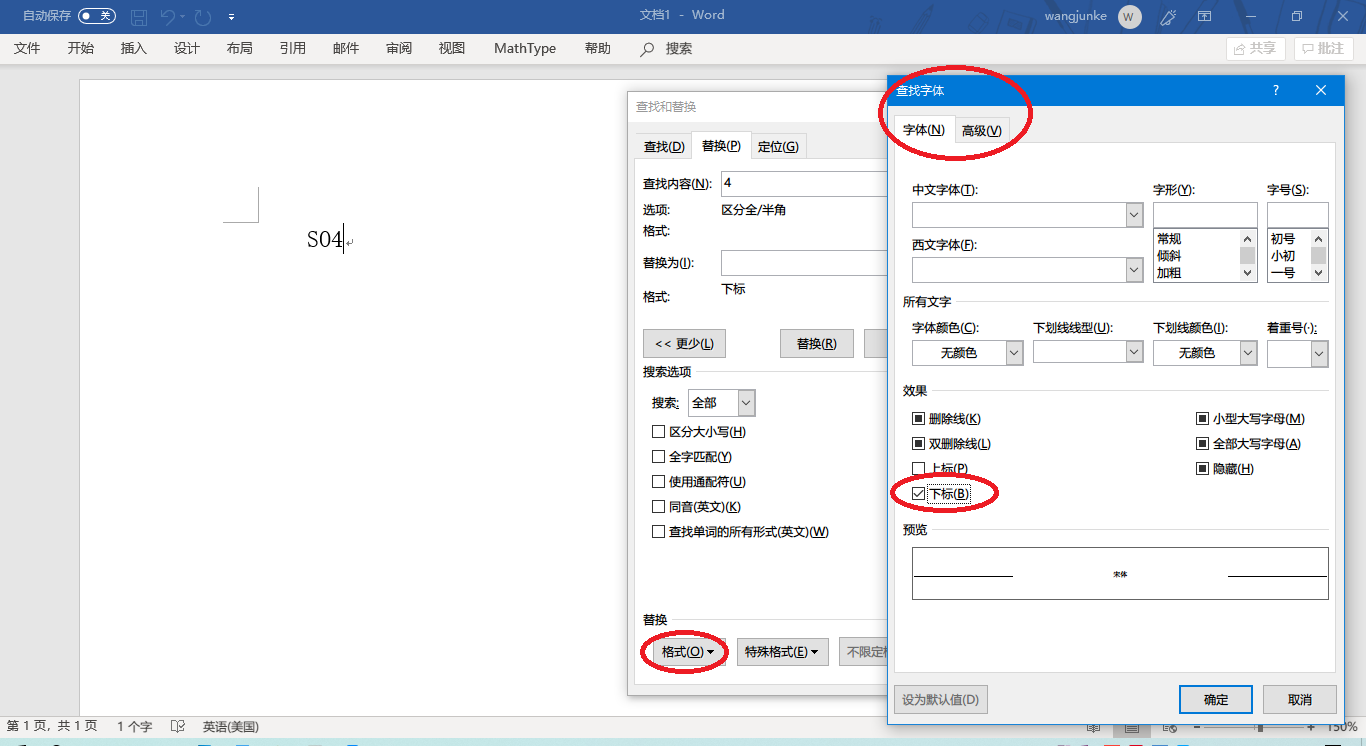 自动保存 关 文档1 - Word wangjunke W
文件 开始 插入 设计 布局 引用 邮件 审阅 视图 MathType 帮助 搜索 共享 批注
S04
查找和替换
查找(D) 替换(P) 定位(G)
查找内容(N): 4
选项: 区分全/半角
格式:
替换为(I):
格式: 下标
<< 更少(L) 替换(R)
搜索选项
搜索: 全部
区分大小写(H)
全字匹配(Y)
使用通配符(U)
同音(英文)(K)
查找单词的所有形式(英文)(W)
替换
格式(O) 特殊格式(E) 不限定
查找字体 ?
字体(N) 高级(V)
中文字体(T): 字形(Y): 字号(S):
常规 初号
倾斜 小初
加粗 一号
西文字体(F):
所有文字
字体颜色(C): 下划线线型(U): 下划线颜色(I): 着重号(·):
无颜色 无颜色
效果
删除线(K) 小型大写字母(M)
双删除线(L) 全部大写字母(A)
上标(P) 隐藏(H)
下标(B)
预览
宋体
设为默认值(D) 确定 取消
第 1 页，共 1 页 1 个字 英语(美国) 150%